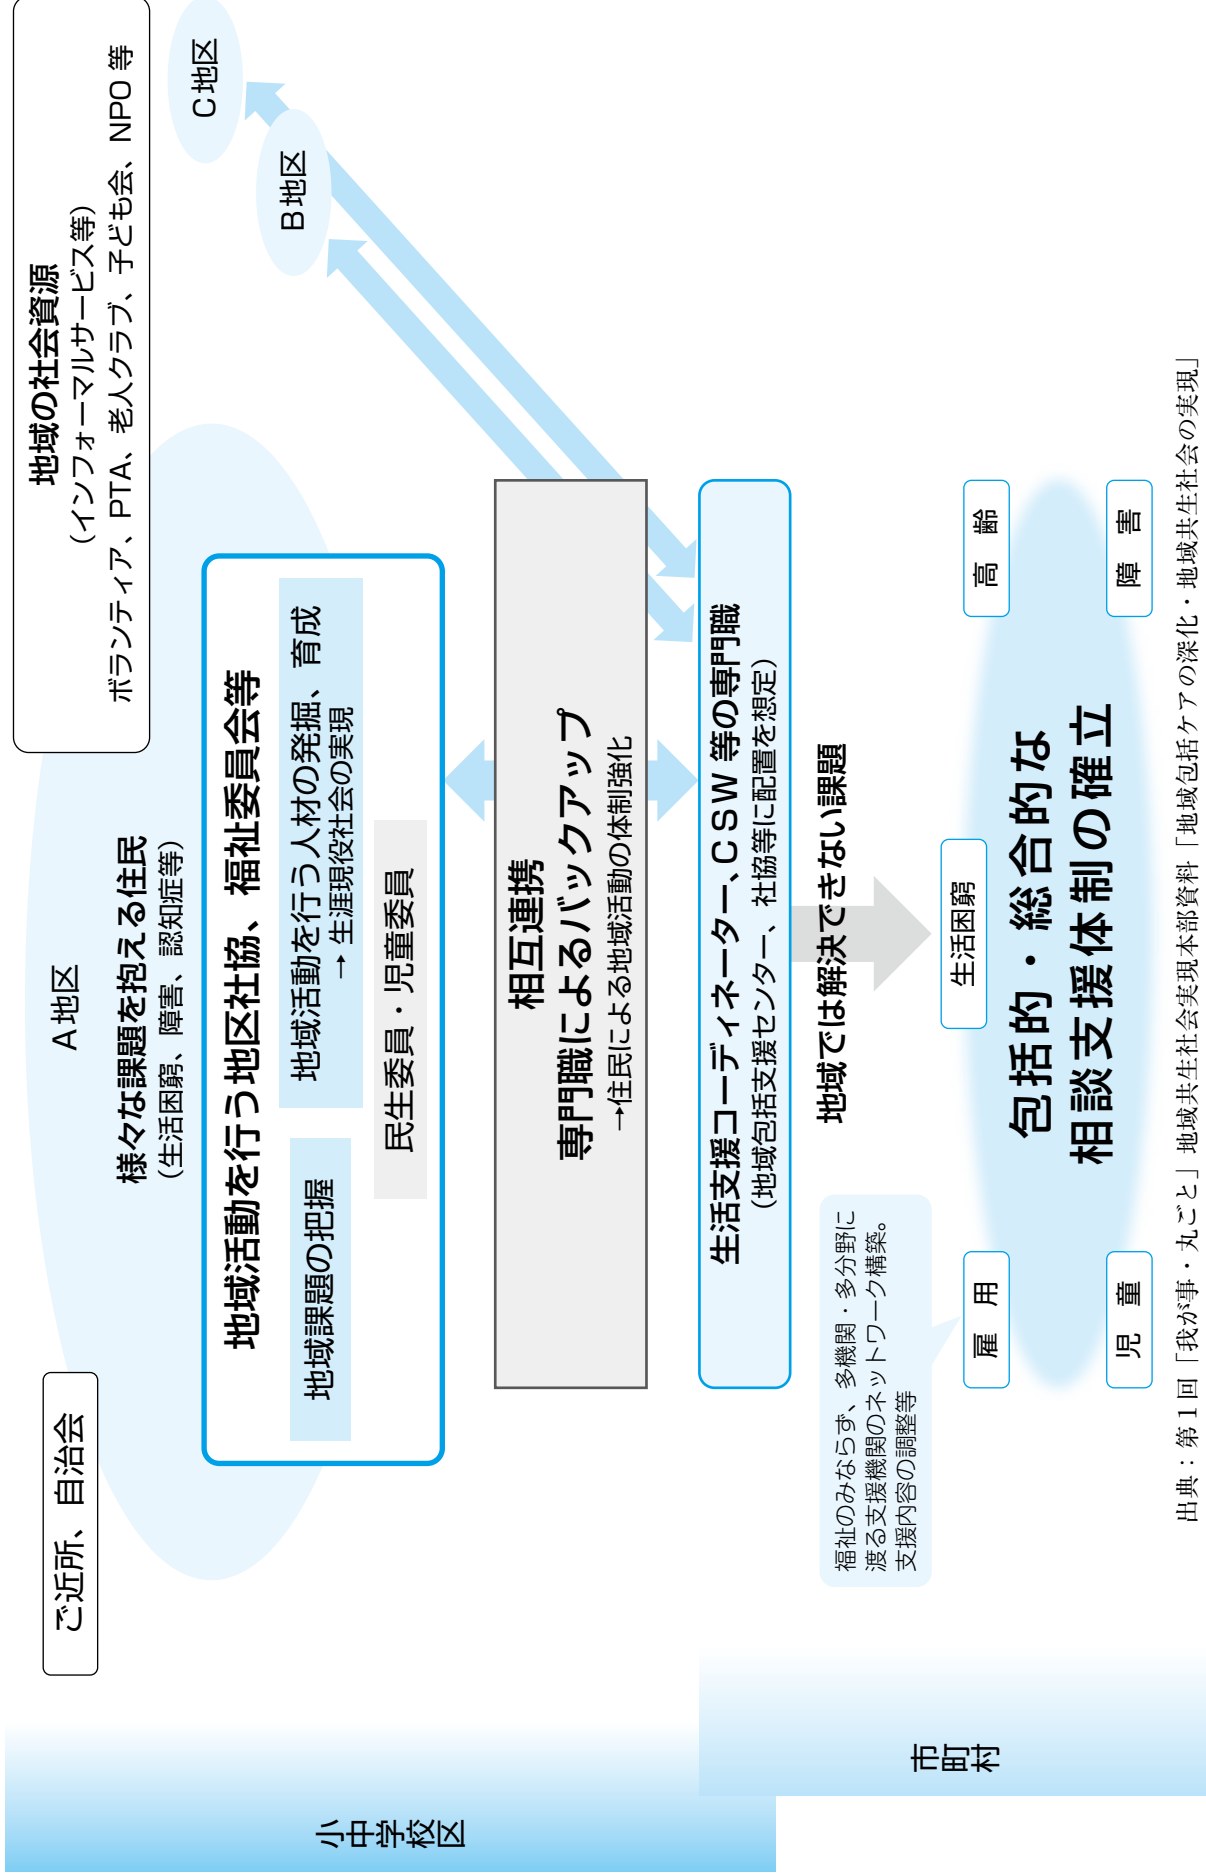 ご近所、自治会
A地区
地域の社会資源
（インフォーマルサービス等）
ボランティア、PTA、老人クラブ、子ども会、NPO 等
様々な課題を抱える住民
（生活困窮、障害、認知症等）
C地区
B地区
地域活動を行う地区社協、福祉委員会等
地域課題の把握
地域活動を行う人材の発掘、育成
→ 生涯現役社会の実現
民生委員・児童委員
小中学校区
相互連携
専門職によるバックアップ
→住民による地域活動の体制強化
生活支援コーディネーター、CSW 等の専門職
（地域包括支援センター、社協等に配置を想定）
地域では解決できない課題
福祉のみならず、多機関・多分野に
渡る支援機関のネットワーク構築。
支援内容の調整等
市町村
生活困窮
雇用
高齢
包括的・総合的な
相談支援体制の確立
児童
障害
出典：第1回「我が事・丸ごと」地域共生社会実現本部資料「地域包括ケアの深化・地域共生社会の実現」